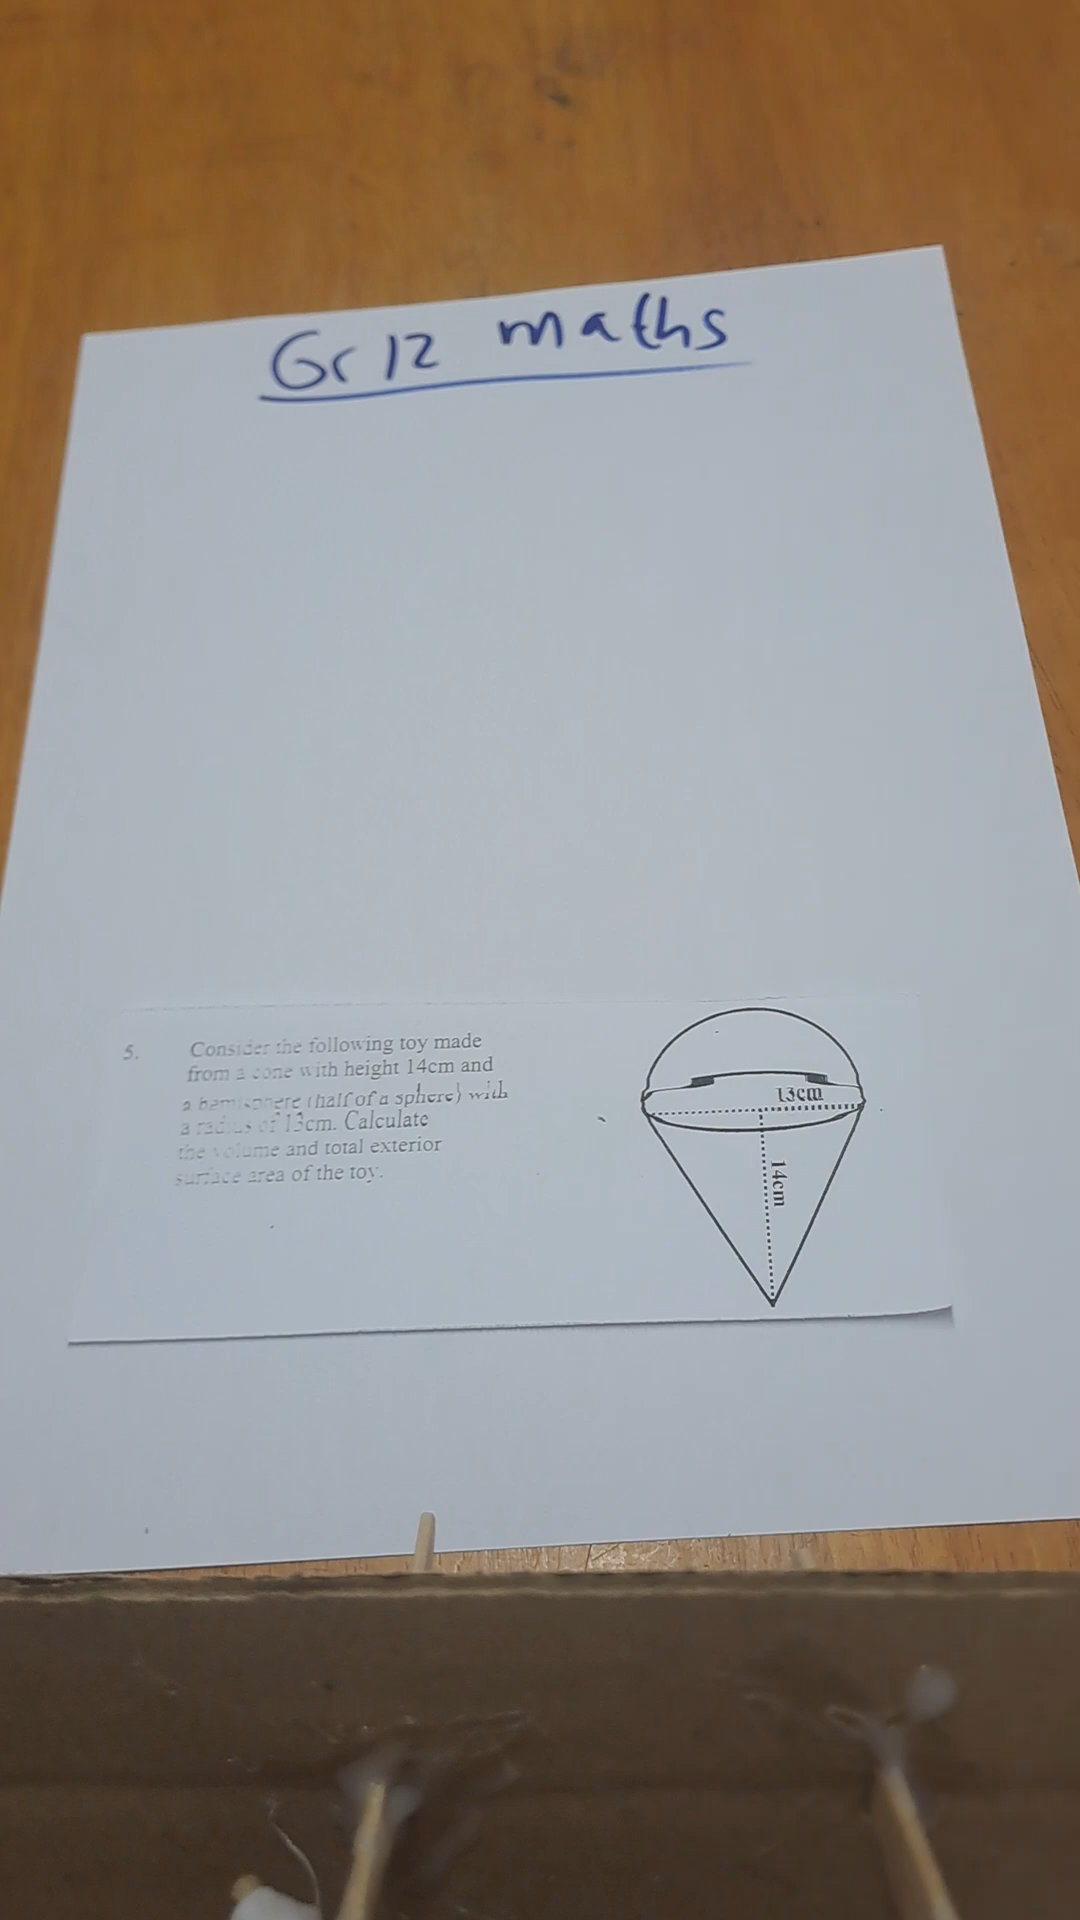 Gr 12 maths
5. Consider the following toy made
from a cone with height 14cm and
a hemisphere (half of a sphere) with
a radius of 13cm. Calculate
the volume and total exterior
surface area of the toy.
13cm
14cm